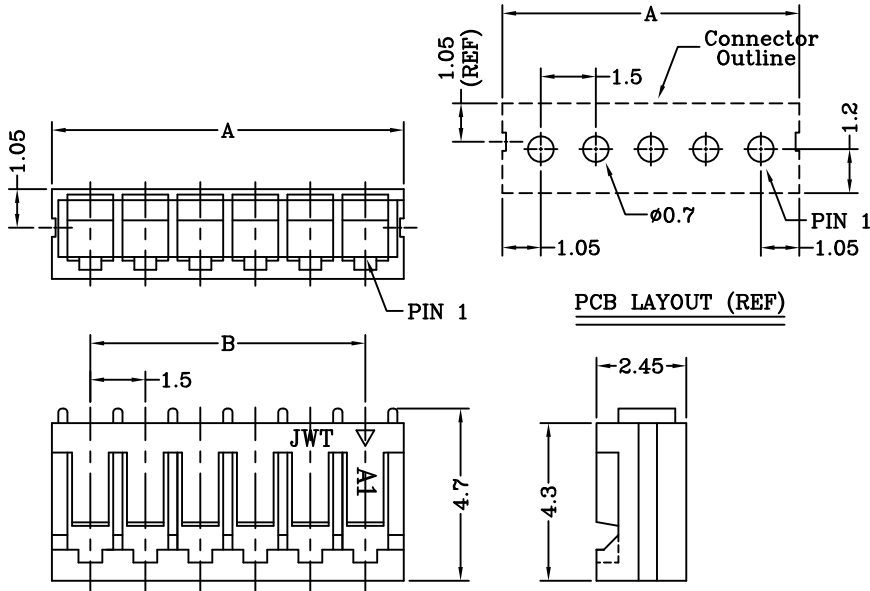 A
1.05
PIN 1
A
Connector
Outline
1.05
(REF)
1.5
1.2
ø0.7
PIN 1
1.05
1.05
PCB LAYOUT (REF)
B
1.5
JWT
A1
4.7
2.45
4.3